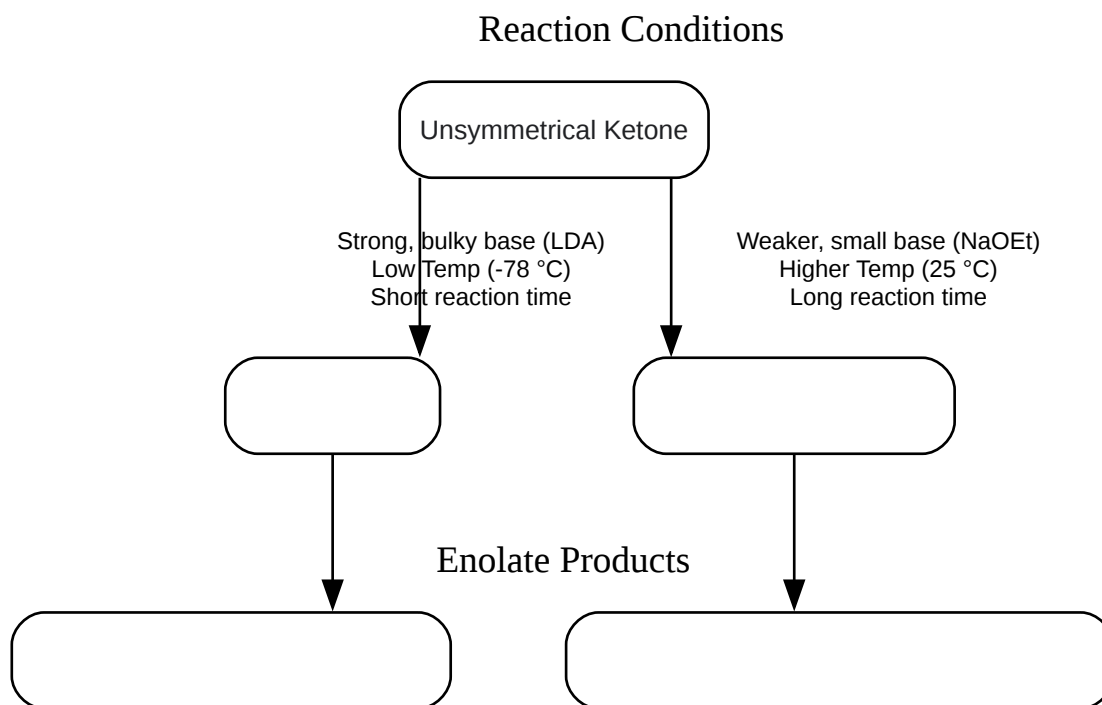 Reaction Conditions
Unsymmetrical Ketone
Strong, bulky base (LDA)
Low Temp (-78 °C)
Short reaction time
Weaker, small base (NaOEt)
Higher Temp (25 °C)
Long reaction time
Enolate Products